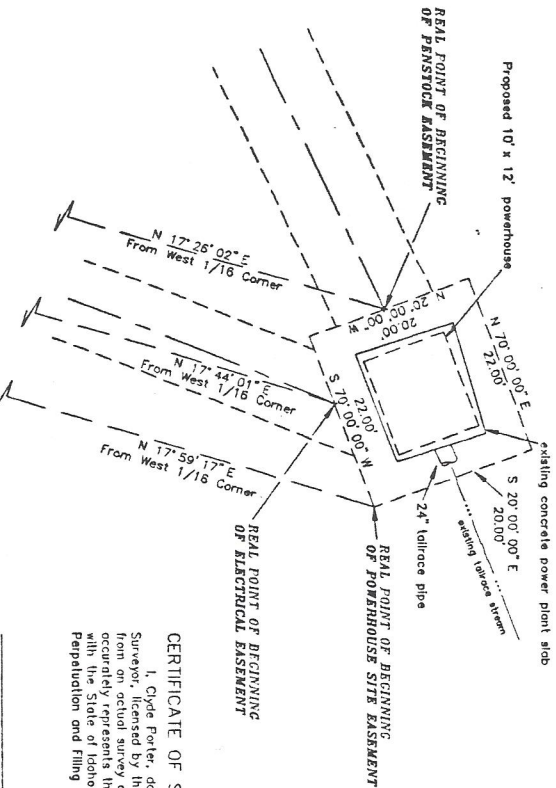 existing concrete power plant slab
Proposed 10' x 12' powerhouse
N 70° 00' 00" E
22.00'
S 20° 00' 00" E
20.00'
existing tailrace stream
24" tailrace pipe
REAL POINT OF BEGINNING
OF PENSTOCK EASEMENT
N 20° 00' 00" W
20.00'
22.00'
S 70° 00' 00" W
REAL POINT OF BEGINNING
OF POWERHOUSE SITE EASEMENT
REAL POINT OF BEGINNING
OF ELECTRICAL EASEMENT
N 17° 26' 02" E
From West 1/16 Corner
N 17° 44' 01" E
From West 1/16 Corner
N 17° 59' 17" E
From West 1/16 Corner
CERTIFICATE OF S
I, Clyde Porter, do
Surveyor, licensed by th
from an actual survey
accurately represents th
with the State of Idaho
Perpetuation and Filing